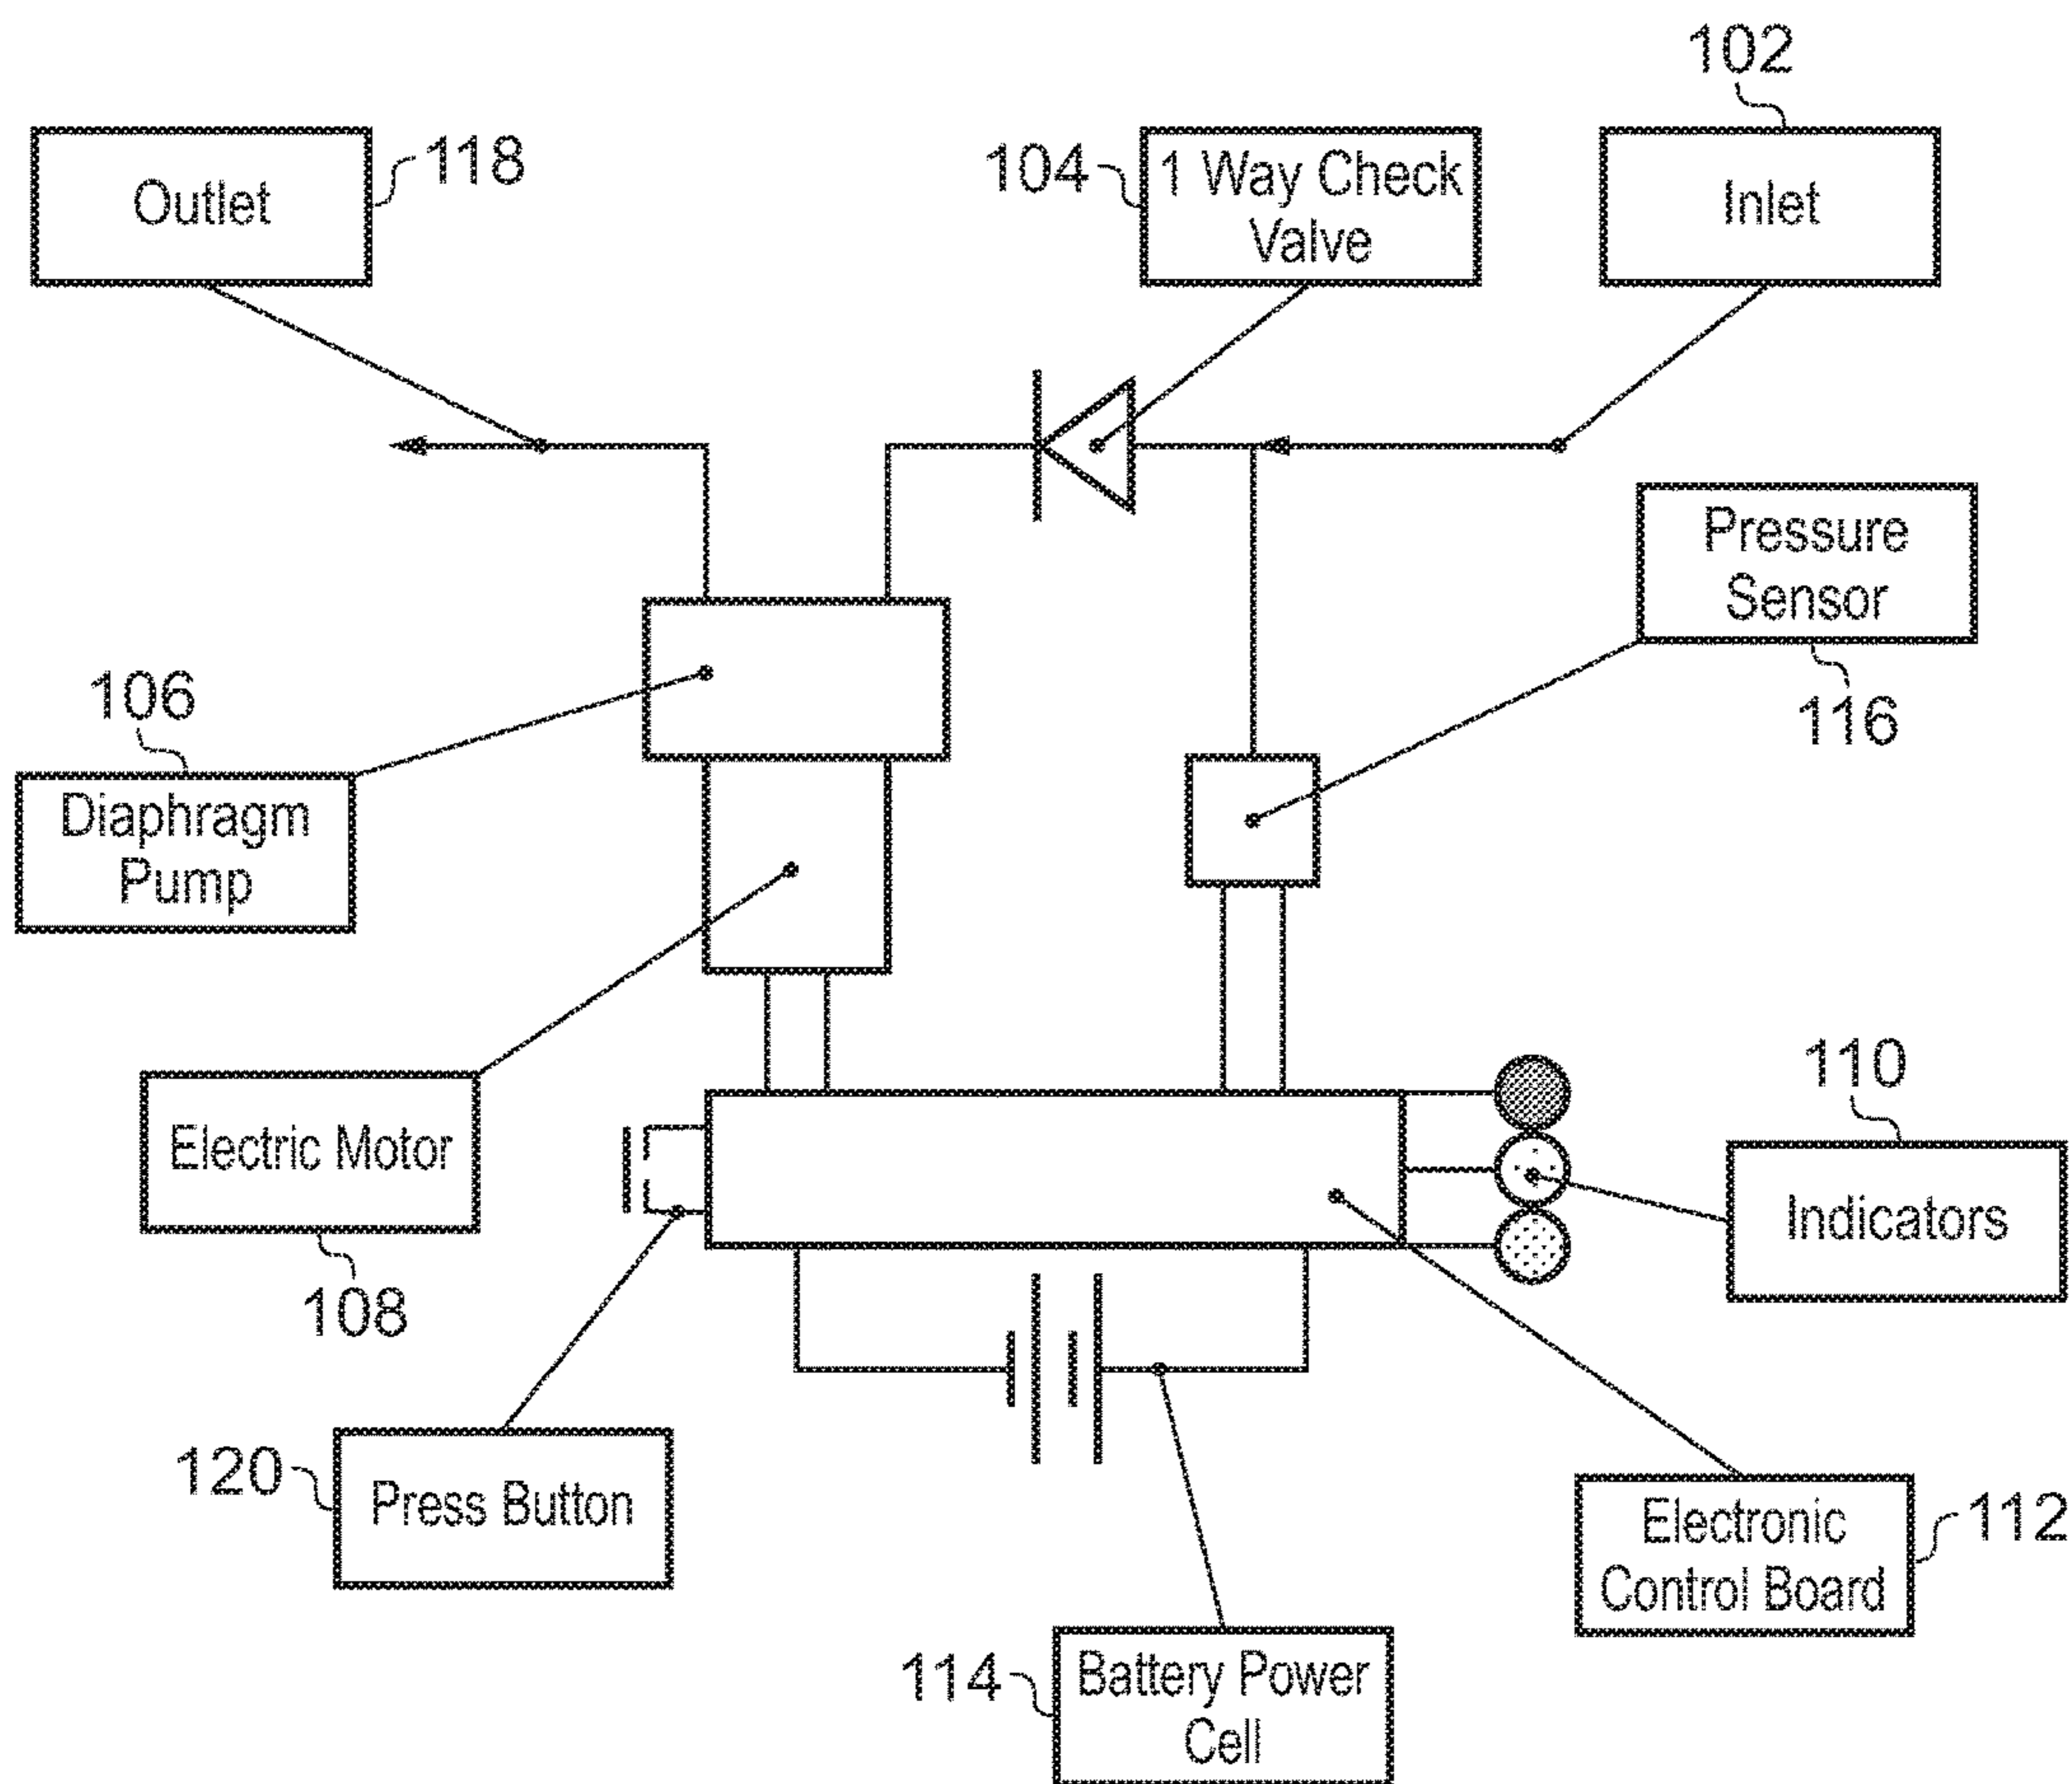 102
Outlet
118
104
1 Way Check
Valve
Inlet
Pressure
Sensor
116
106
Diaphragm
Pump
Electric Motor
108
110
Indicators
120
Press Button
Electronic
Control Board
112
114
Battery Power
Cell